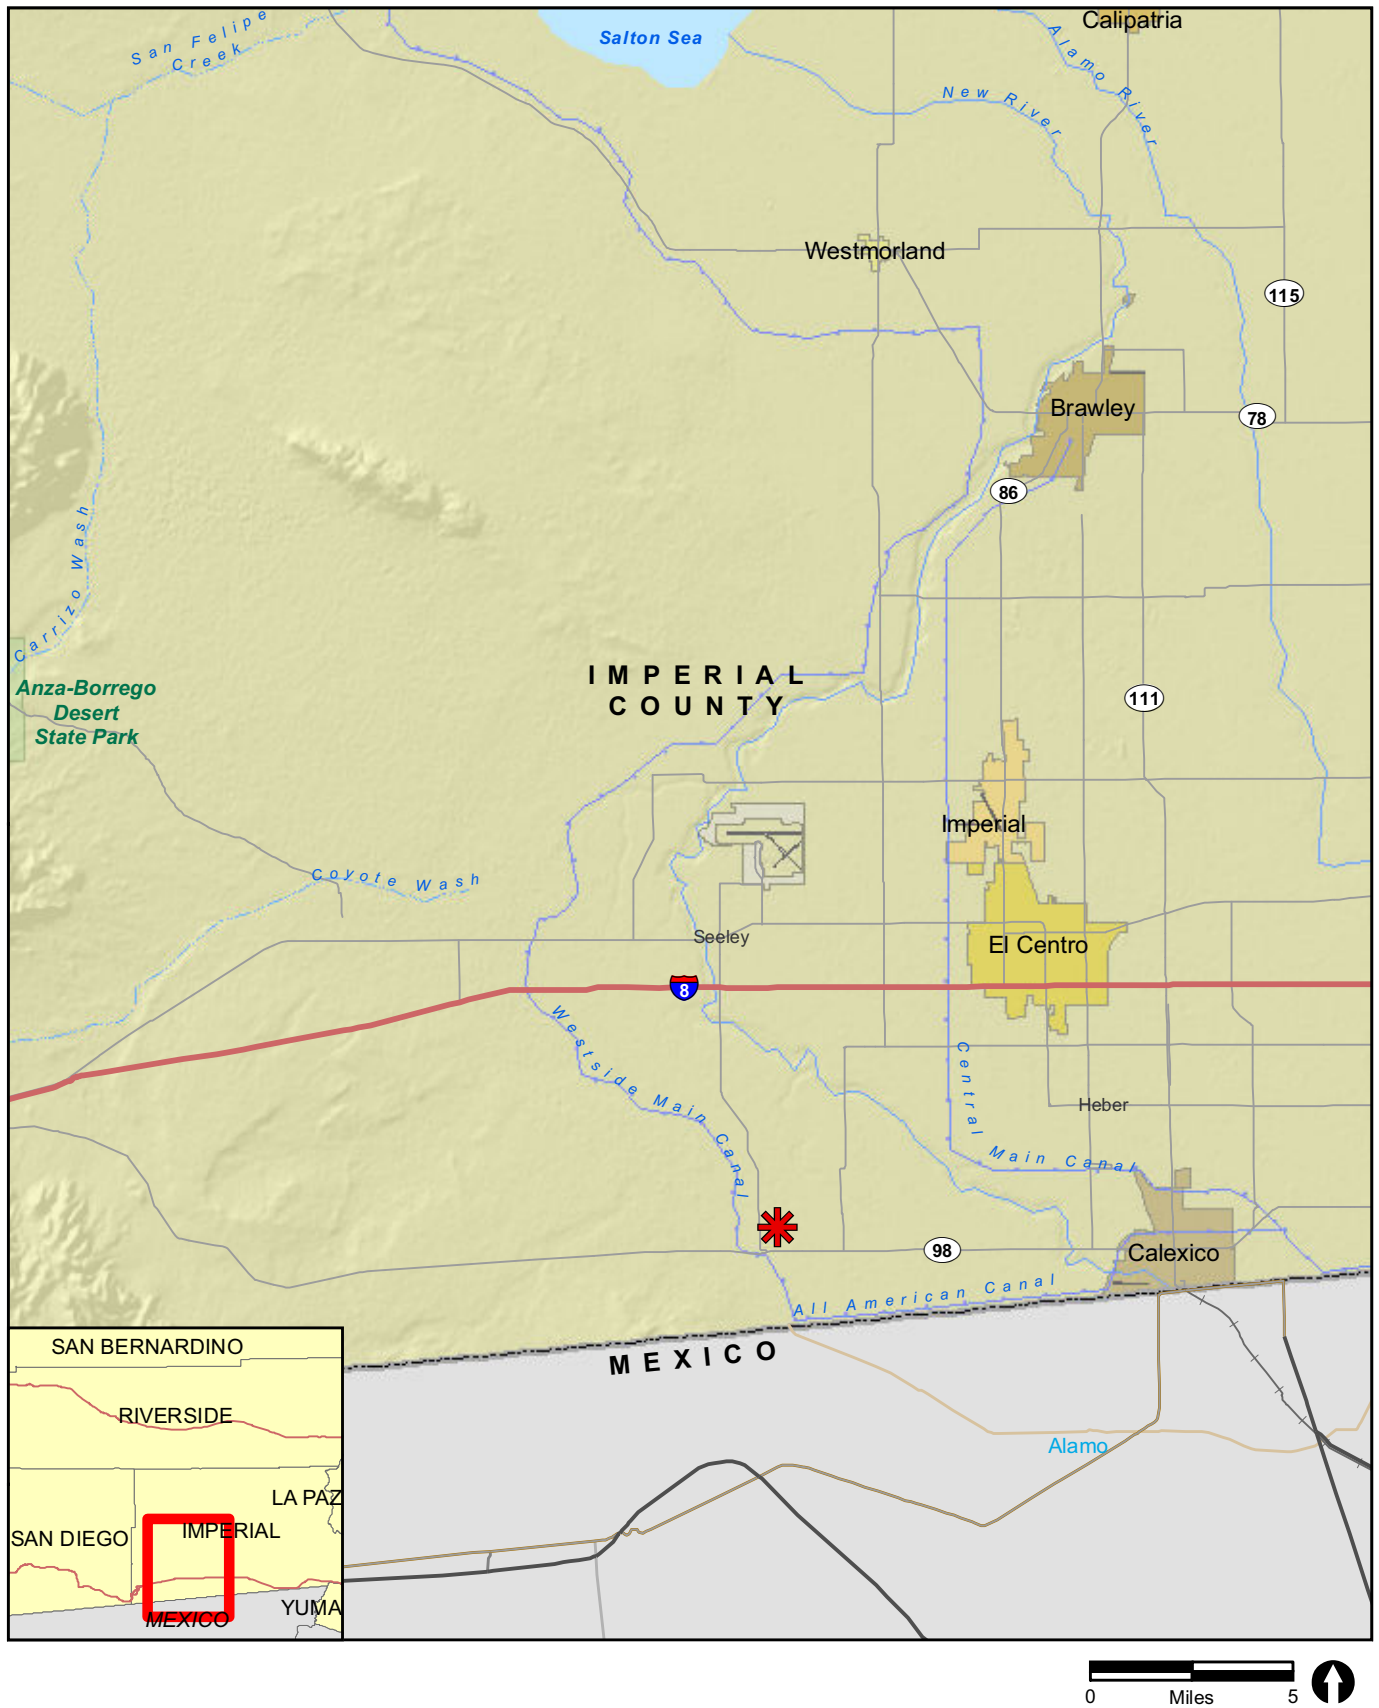 Calipatria
San Felipe
Creek
Salton Sea
Alamo River
New River
Westmorland
115
Brawley
78
86
Carrizo Wash
IMPERIAL
COUNTY
Anza-Borrego
Desert
State Park
111
Imperial
Coyote Wash
Seeley
El Centro
8
Westside Main Canal
Central Main Canal
Heber
98
Calexico
All American Canal
MEXICO
Alamo
SAN BERNARDINO
RIVERSIDE
LA PAZ
IMPERIAL
SAN DIEGO
YUMA
MEXICO
0 Miles 5